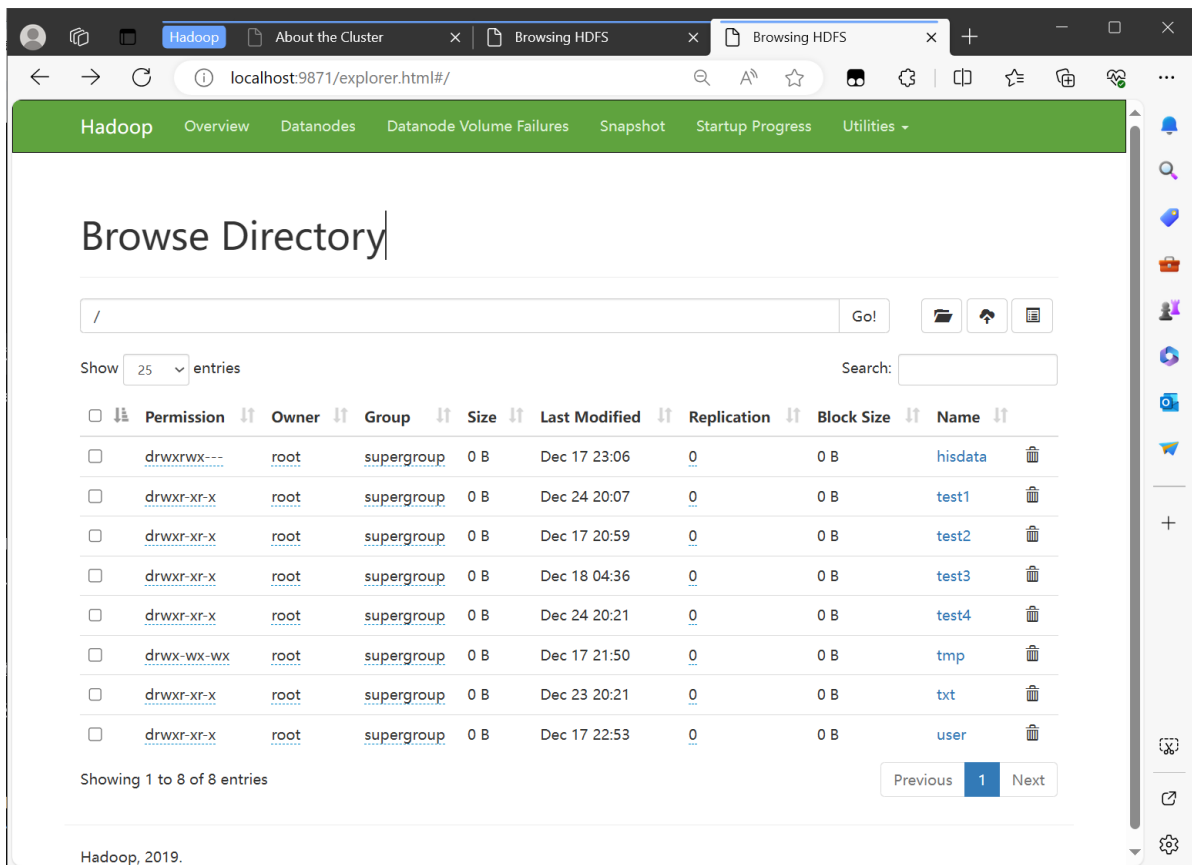 Hadoop About the Cluster Browsing HDFS Browsing HDFS
localhost:9871/explorer.html#/
Hadoop Overview Datanodes Datanode Volume Failures Snapshot Startup Progress Utilities
Browse Directory
/ Go!
Show 25 entries Search:
Permission Owner Group Size Last Modified Replication Block Size Name
drwxrwx--- root supergroup 0 B Dec 17 23:06 0 0 B hisdata
drwxr-xr-x root supergroup 0 B Dec 24 20:07 0 0 B test1
drwxr-xr-x root supergroup 0 B Dec 17 20:59 0 0 B test2
drwxr-xr-x root supergroup 0 B Dec 18 04:36 0 0 B test3
drwxr-xr-x root supergroup 0 B Dec 24 20:21 0 0 B test4
drwx-wx-wx root supergroup 0 B Dec 17 21:50 0 0 B tmp
drwxr-xr-x root supergroup 0 B Dec 23 20:21 0 0 B txt
drwxr-xr-x root supergroup 0 B Dec 17 22:53 0 0 B user
Showing 1 to 8 of 8 entries Previous 1 Next
Hadoop, 2019.